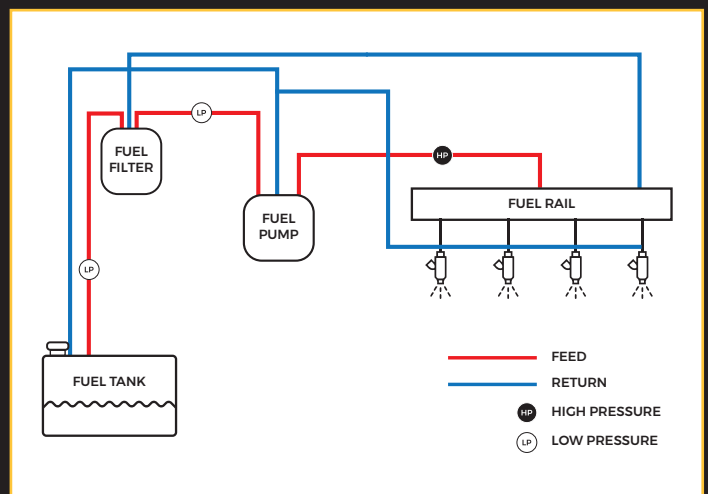 LP
FUEL
FILTER
HP
FUEL RAIL
FUEL
PUMP
LP
FUEL TANK
FEED
RETURN
HP HIGH PRESSURE
LP LOW PRESSURE